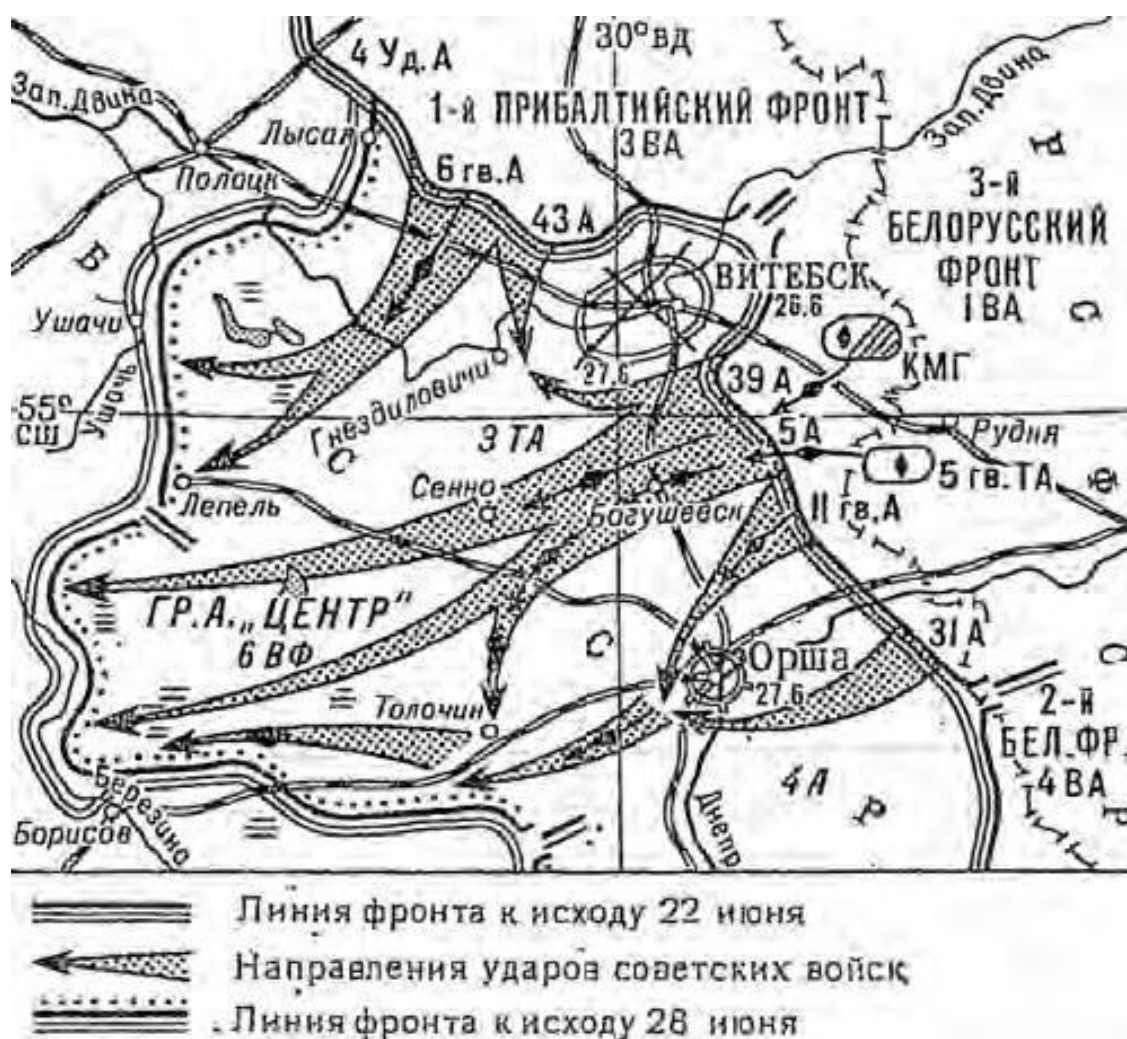 4 Уд. А
30° ВД
Зап. Двина
Зап. Двина
1-й ПРИБАЛТИЙСКИЙ ФРОНТ
3 ВА
Лысая
Полацк
6 гв. А
43 А
3-й
БЕЛОРУССКИЙ
ФРОНТ
1 ВА
Р
Б
С
ВИТЕБСК
26.6
Ушачи
Ушачь
КМГ
39 А
27.6
Гнездиловичи
55°
СШ
С
3 ТА
5 А
Рудня
5 гв. ТА
Ф
Сенно
Лепель
Богушевск
11 гв. А
ГР. А. „ЦЕНТР"
6 ВФ
С
Орша
27.6
31 А
С
2-й
БЕЛ. ФР.
4 ВА
Р
Толочин
4 А
Р
Днепр
Березина
Борисов
Линия фронта к исходу 22 июня
Направления ударов советских войск
Линия фронта к исходу 28 июня